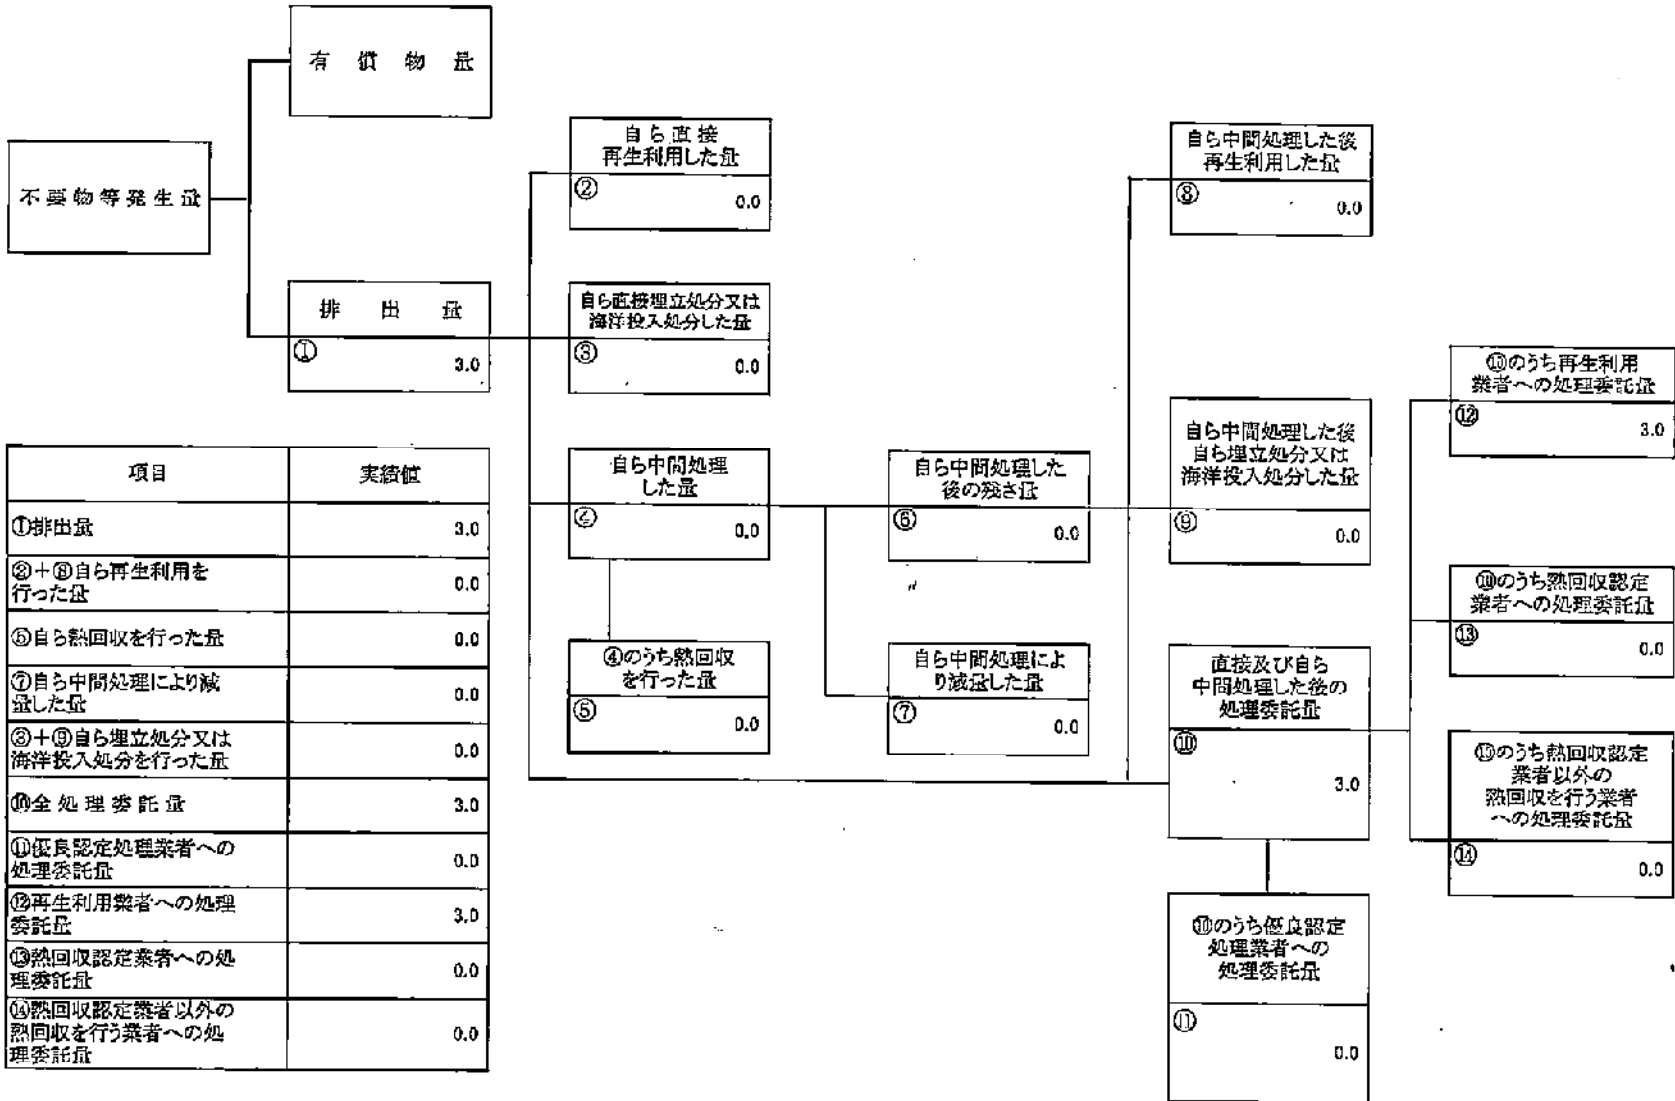 有償物量
不要物等発生量
排出量
①
3.0
自ら直接
再生利用した量
②
0.0
自ら直接埋立処分又は
海洋投入処分した量
③
0.0
自ら中間処理
した量
④
0.0
④のうち熱回収
を行った量
⑤
0.0
自ら中間処理した
後の残さ量
⑥
0.0
自ら中間処理によ
り減量した量
⑦
0.0
自ら中間処理した後
再生利用した量
⑧
0.0
自ら中間処理した後
自ら埋立処分又は
海洋投入処分した量
⑨
0.0
直接及び自ら
中間処理した後の
処理委託量
⑩
3.0
⑩のうち優良認定
処理業者への
処理委託量
⑪
0.0
⑩のうち再生利用
業者への処理委託量
⑫
3.0
⑩のうち熱回収認定
業者への処理委託量
⑬
0.0
⑩のうち熱回収認定
業者以外の
熱回収を行う業者
への処理委託量
⑭
0.0
項目 実績値
①排出量 3.0
②+⑧自ら再生利用を
行った量 0.0
⑤自ら熱回収を行った量 0.0
⑦自ら中間処理により減
量した量 0.0
③+⑨自ら埋立処分又は
海洋投入処分を行った量 0.0
⑩全処理委託量 3.0
⑪優良認定処理業者への
処理委託量 0.0
⑫再生利用業者への処理
委託量 3.0
⑬熱回収認定業者への処
理委託量 0.0
⑭熱回収認定業者以外の
熱回収を行う業者への処
理委託量 0.0